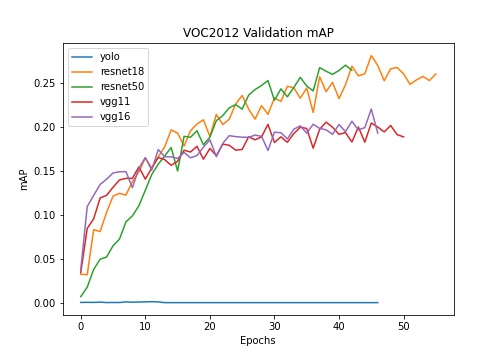 VOC2012 Validation mAP
yolo
resnet18
resnet50
vgg11
vgg16
mAP
0.25
0.20
0.15
0.10
0.05
0.00
0 10 20 30 40 50
Epochs